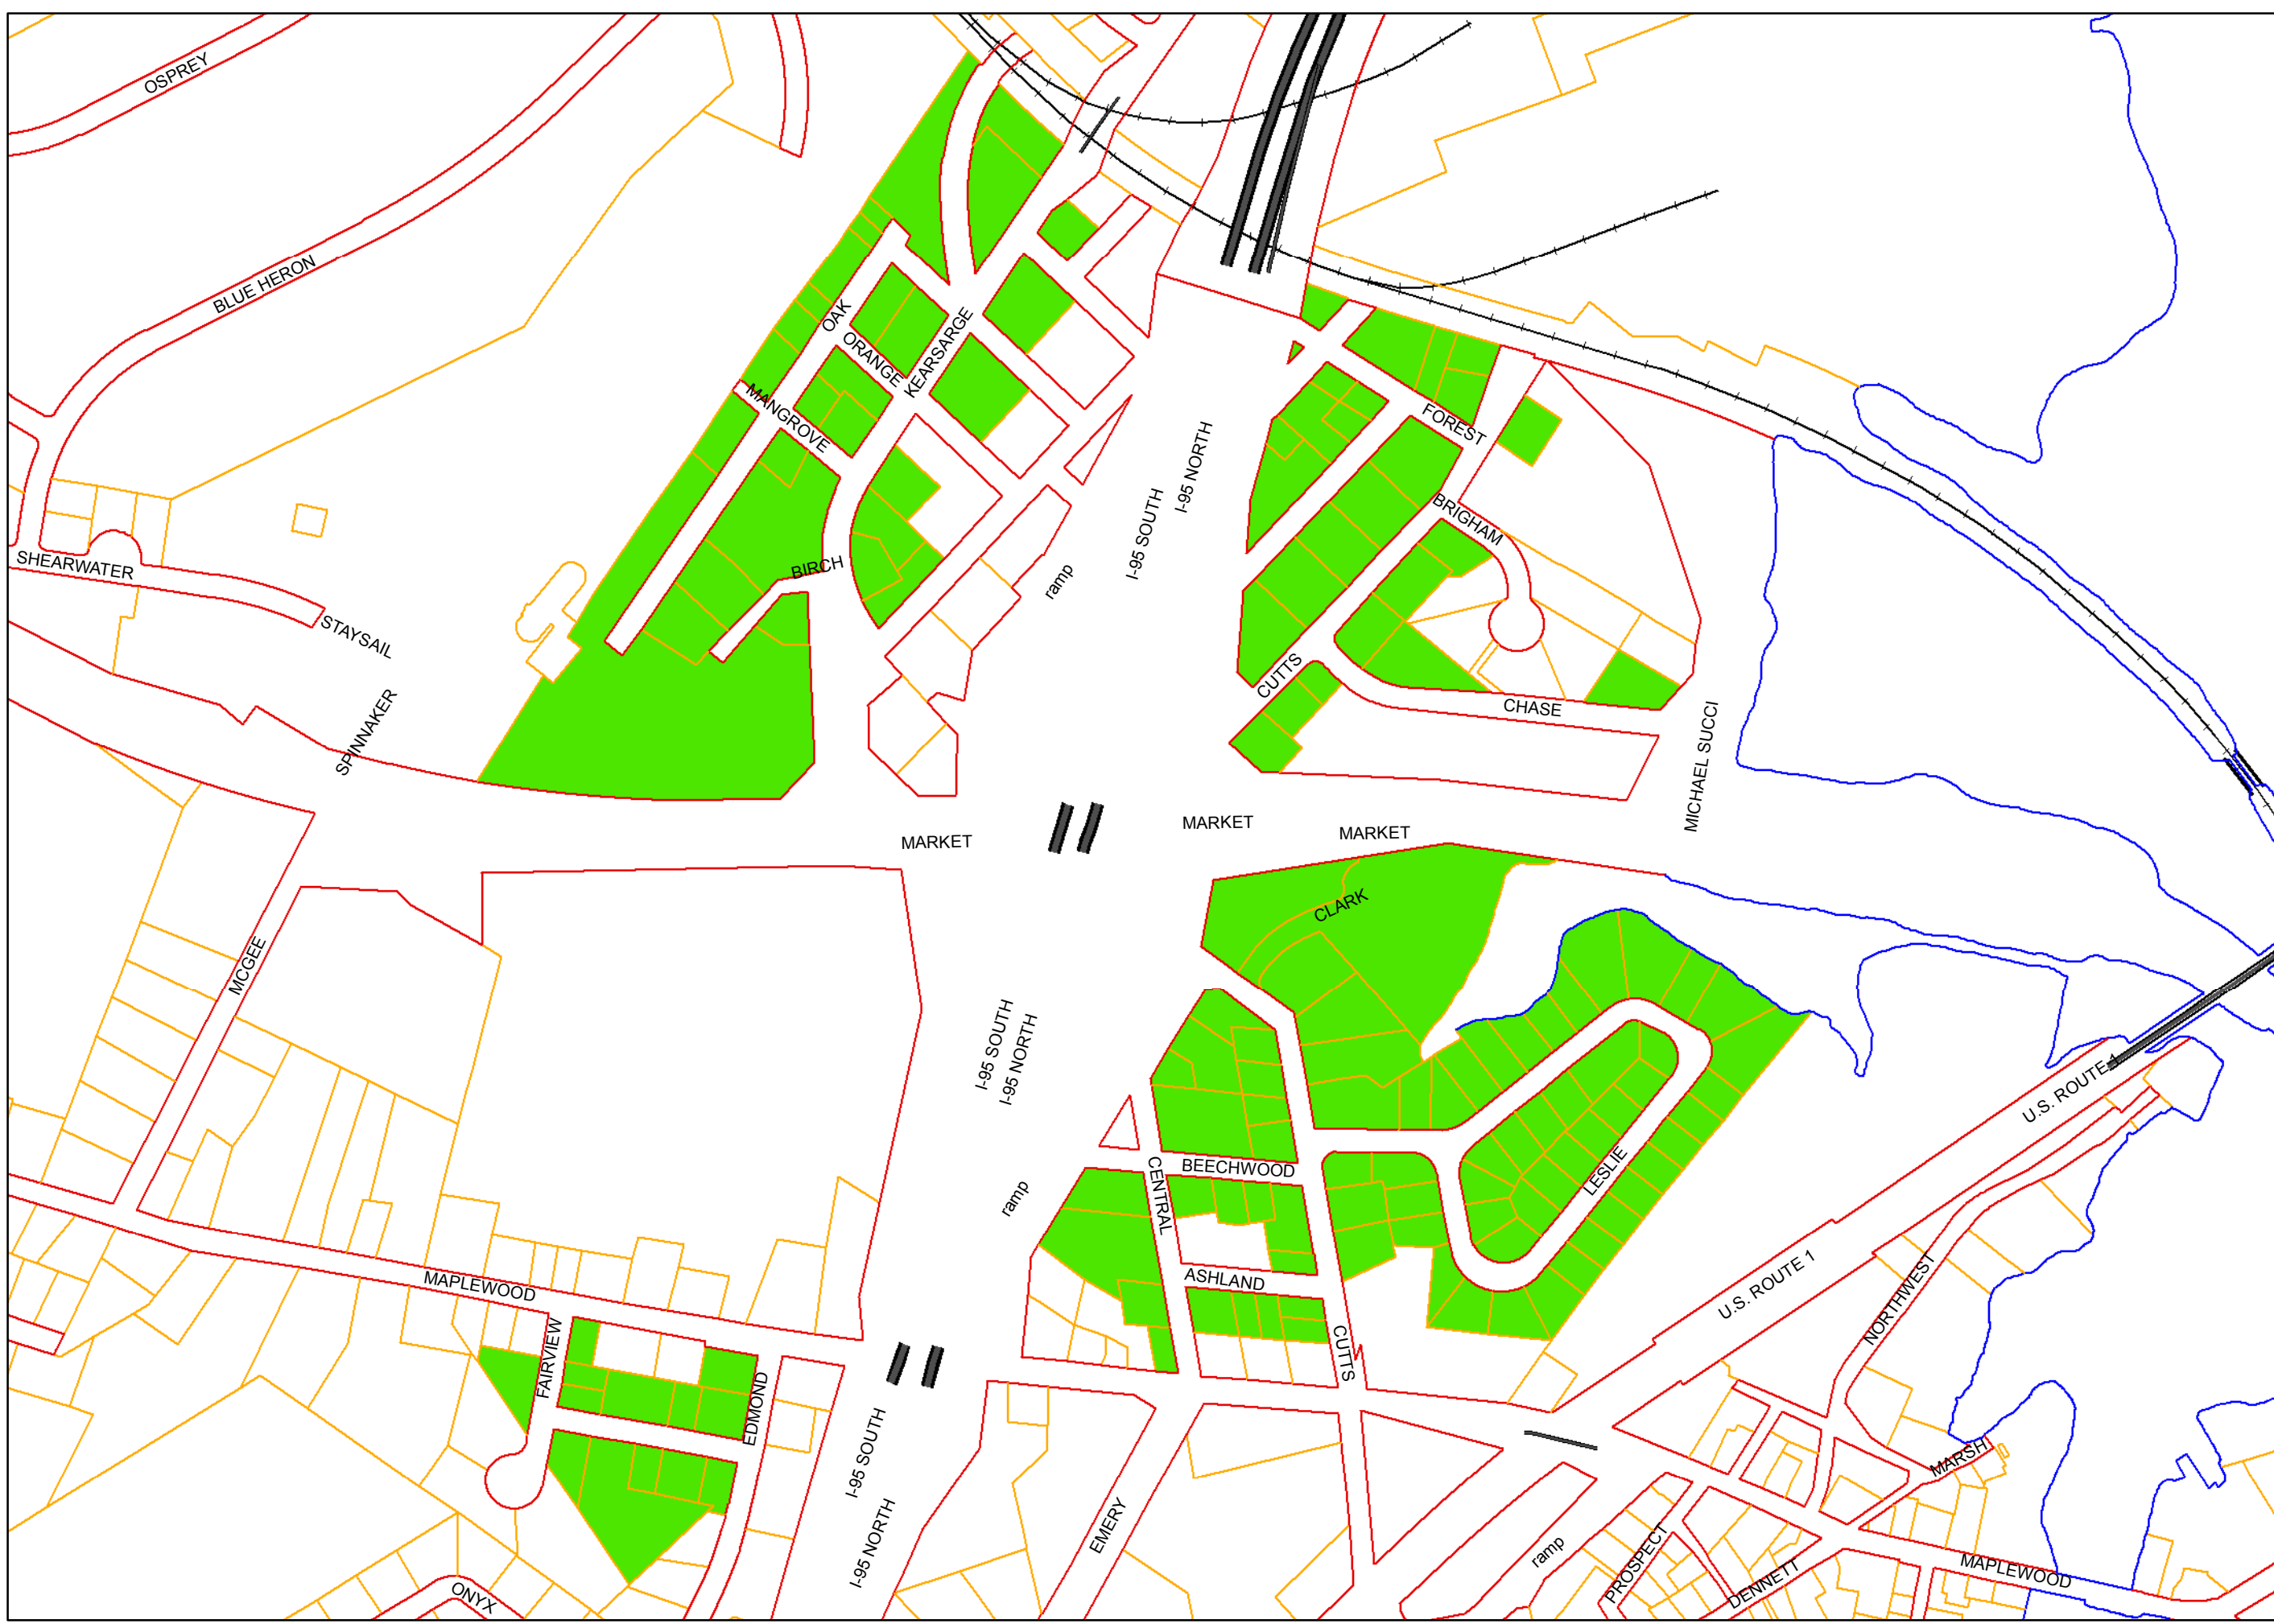 OSPREY
BLUE HERON
OAK
ORANGE
KEARSARGE
MANGROVE
FOREST
I-95 NORTH
I-95 SOUTH
BRIGHAM
SHEARWATER
BIRCH
ramp
STAYSAIL
CUTTS
SPINNAKER
CHASE
MICHAEL SUCCI
MARKET
MARKET
MARKET
CLARK
MCGEE
I-95 SOUTH
I-95 NORTH
U.S. ROUTE 1
BEECHWOOD
CENTRAL
LESLIE
ramp
ASHLAND
MAPLEWOOD
U.S. ROUTE 1
NORTHWEST
FAIRVIEW
CUTTS
EDMOND
I-95 SOUTH
MARSH
I-95 NORTH
EMERY
ramp
PROSPECT
DENNETT
MAPLEWOOD
ONYX